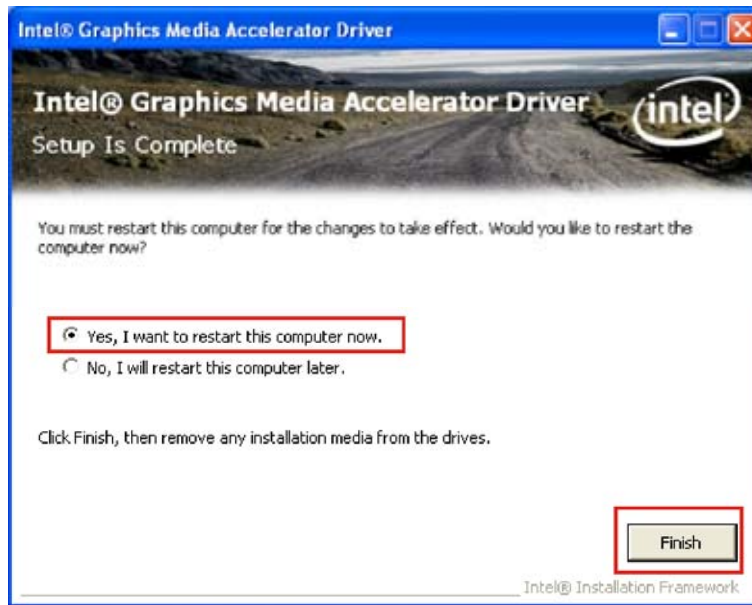 Intel® Graphics Media Accelerator Driver
Intel® Graphics Media Accelerator Driver
intel
Setup Is Complete
You must restart this computer for the changes to take effect. Would you like to restart the
computer now?
Yes, I want to restart this computer now.
No, I will restart this computer later.
Click Finish, then remove any installation media from the drives.
Finish
Intel® Installation Framework